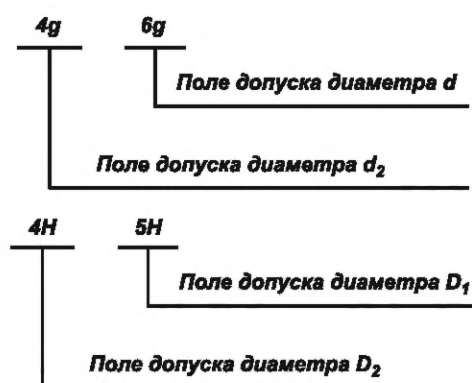 4g 6g
Поле допуска диаметра d
Поле допуска диаметра d₂
4H 5H
Поле допуска диаметра D₁
Поле допуска диаметра D₂